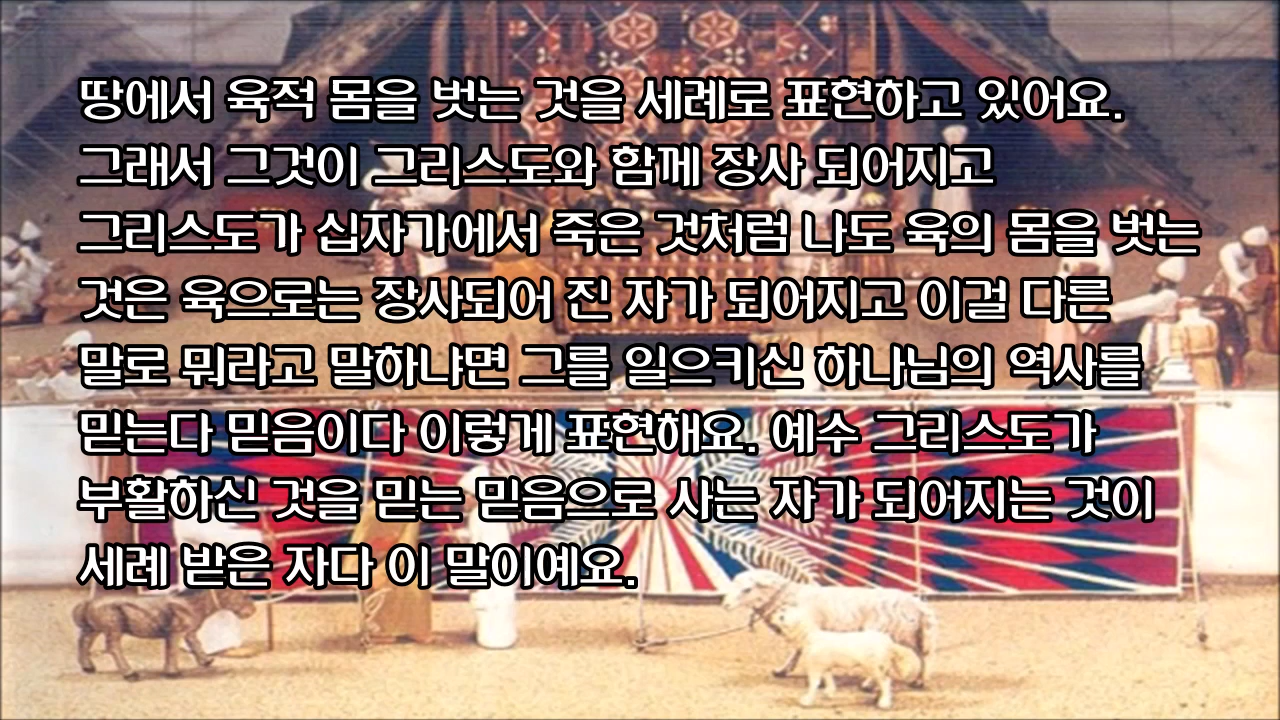 땅에서 육적 몸을 벗는 것을 세례로 표현하고 있어요.
그래서 그것이 그리스도와 함께 장사 되어지고
그리스도가 십자가에서 죽은 것처럼 나도 육의 몸을 벗는
것은 육으로는 장사되어 진 자가 되어지고 이걸 다른
말로 뭐라고 말하냐면 그를 일으키신 하나님의 역사를
믿는다 믿음이다 이렇게 표현해요. 예수 그리스도가
부활하신 것을 믿는 믿음으로 사는 자가 되어지는 것이
세례 받은 자다 이 말이예요.